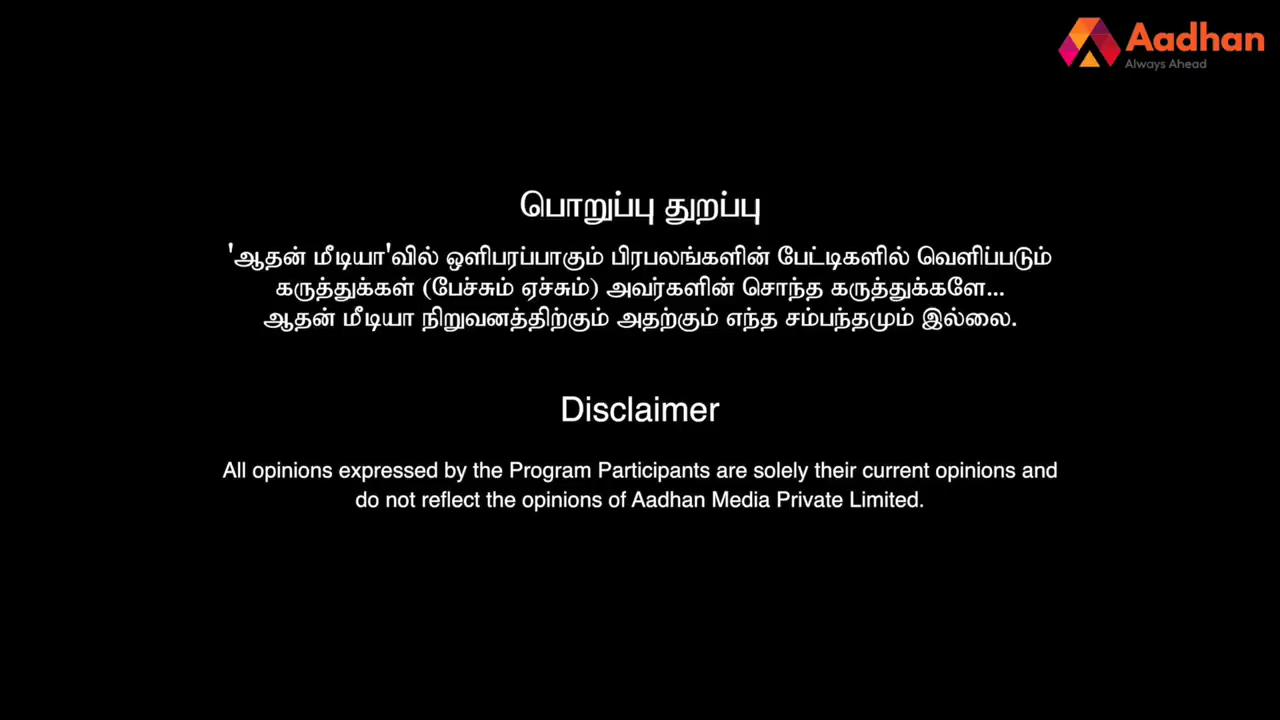 Aadhan
Always Ahead
பொறுப்பு துறப்பு
'ஆதன் மீடியா'வில் ஒளிபரப்பாகும் பிரபலங்களின் பேட்டிகளில் வெளிப்படும்
கருத்துக்கள் (பேச்சும் ஏச்சும்) அவர்களின் சொந்த கருத்துக்களே...
ஆதன் மீடியா நிறுவனத்திற்கும் அதற்கும் எந்த சம்பந்தமும் இல்லை.
Disclaimer
All opinions expressed by the Program Participants are solely their current opinions and
do not reflect the opinions of Aadhan Media Private Limited.